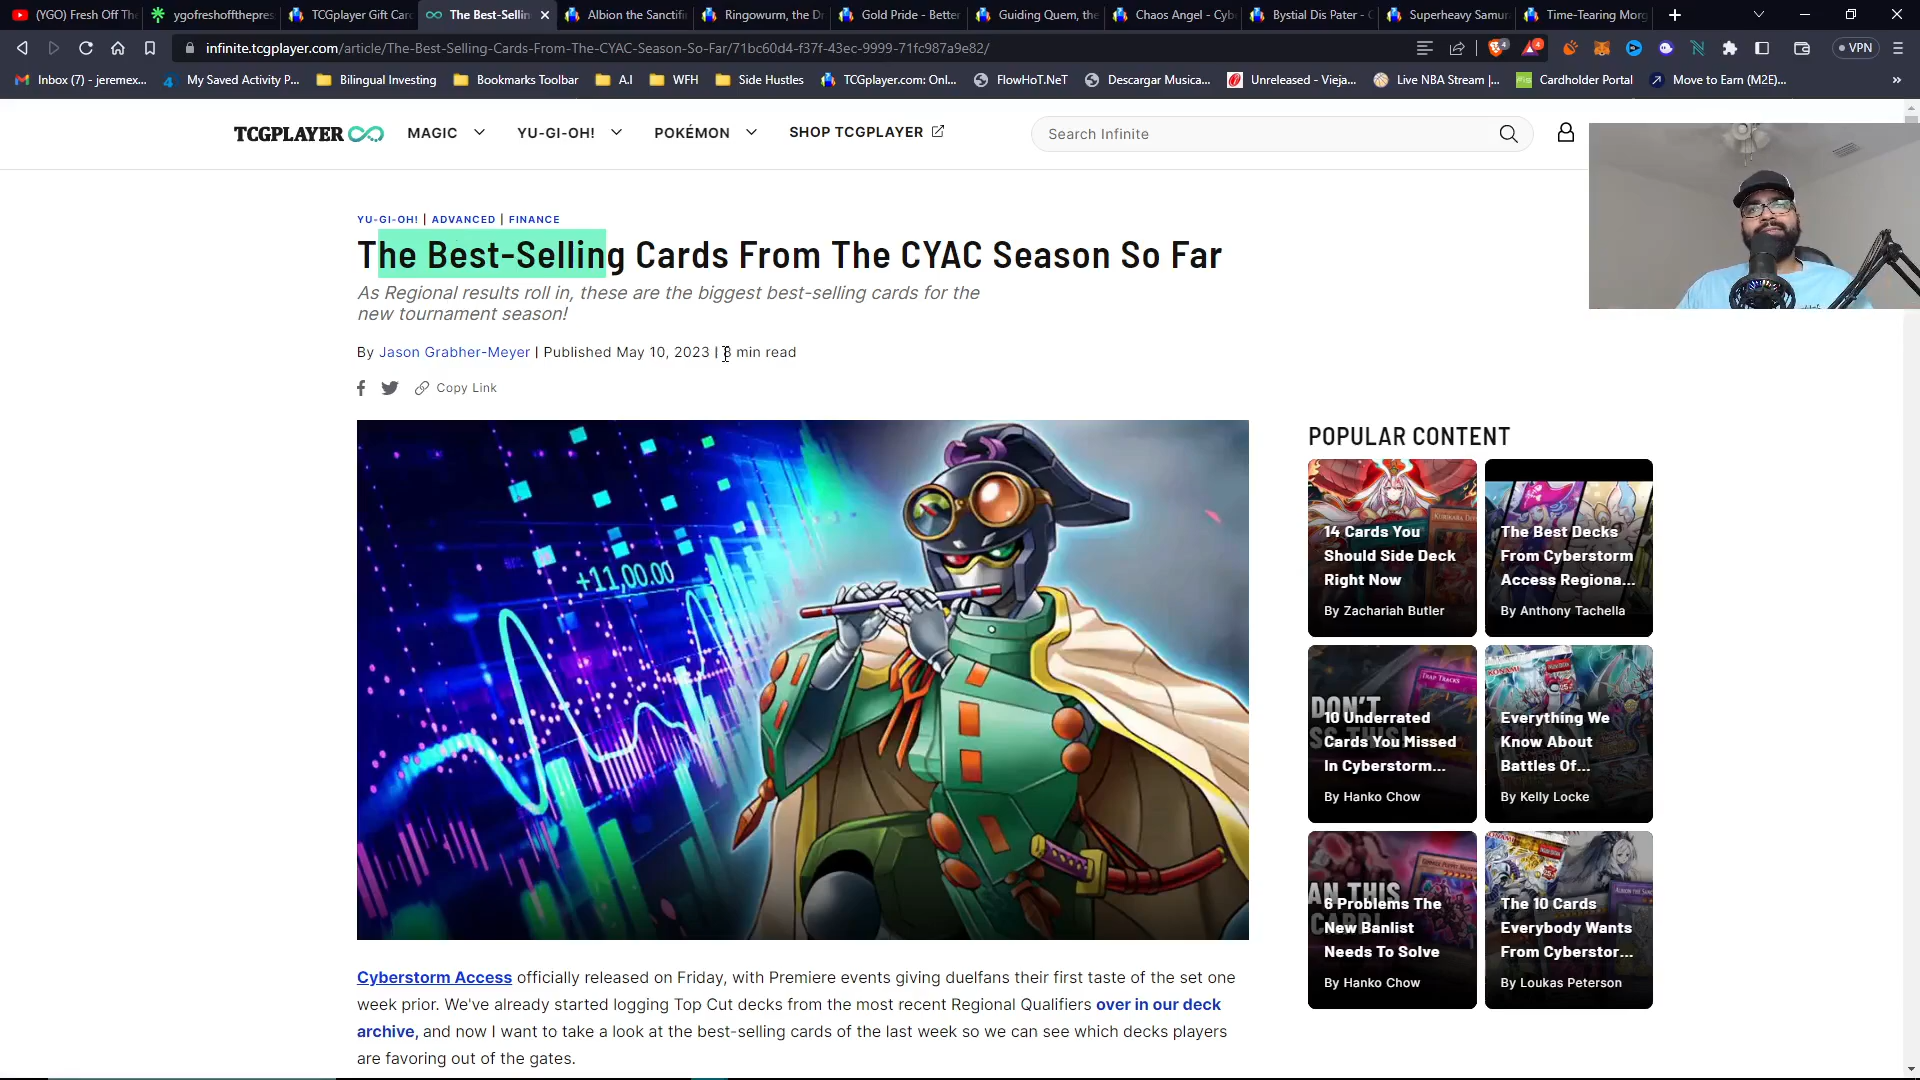 (YGO) Fresh Off The
ygofreshoffthepres
TCGplayer Gift Car
The Best-Sellin
Albion the Sanctifi
Ringowurm, the Dr
Gold Pride - Better
Guiding Quem, the
Chaos Angel - Cyb
Bystial Dis Pater - C
Superheavy Samur
Time-Tearing Morg
infinite.tcgplayer.com/article/The-Best-Selling-Cards-From-The-CYAC-Season-So-Far/71bc60d4-f37f-43ec-9999-71fc987a9e82/
4
4
VPN
Inbox (7) - jeremex...
My Saved Activity P...
Bilingual Investing
Bookmarks Toolbar
A.I
WFH
Side Hustles
TCGplayer.com: Onl...
FlowHoT.NeT
Descargar Musica...
Unreleased - Vieja...
Live NBA Stream |...
Cardholder Portal
Move to Earn (M2E)...
»
TCGPLAYER
MAGIC
YU-GI-OH!
POKÉMON
SHOP TCGPLAYER
Search Infinite
YU-GI-OH! | ADVANCED | FINANCE
The Best-Selling Cards From The CYAC Season So Far
As Regional results roll in, these are the biggest best-selling cards for the
new tournament season!
By Jason Grabher-Meyer | Published May 10, 2023 | 8 min read
Copy Link
+11,00.00
POPULAR CONTENT
14 Cards You
Should Side Deck
Right Now
By Zachariah Butler
The Best Decks
From Cyberstorm
Access Regiona...
By Anthony Tachella
10 Underrated
Cards You Missed
In Cyberstorm...
By Hanko Chow
Everything We
Know About
Battles Of...
By Kelly Locke
6 Problems The
New Banlist
Needs To Solve
By Hanko Chow
The 10 Cards
Everybody Wants
From Cyberstor...
By Loukas Peterson
Cyberstorm Access officially released on Friday, with Premiere events giving duelfans their first taste of the set one
week prior. We've already started logging Top Cut decks from the most recent Regional Qualifiers over in our deck
archive, and now I want to take a look at the best-selling cards of the last week so we can see which decks players
are favoring out of the gates.